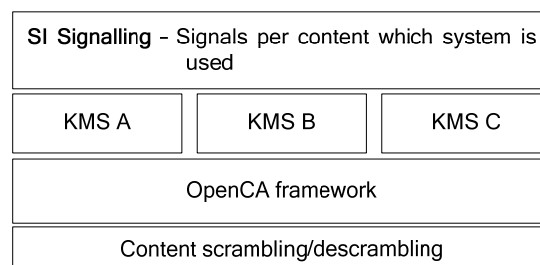 SI Signalling – Signals per content which system is
used
KMS A
KMS B
KMS C
OpenCA framework
Content scrambling/descrambling